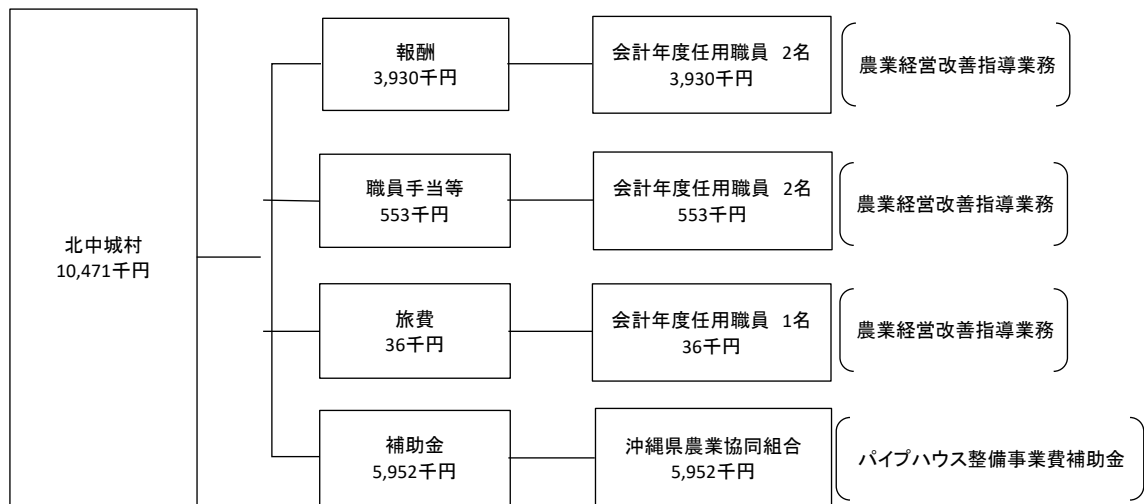 北中城村
10,471千円
報酬
3,930千円
会計年度任用職員　2名
3,930千円
農業経営改善指導業務
職員手当等
553千円
会計年度任用職員　2名
553千円
農業経営改善指導業務
旅費
36千円
会計年度任用職員　1名
36千円
農業経営改善指導業務
補助金
5,952千円
沖縄県農業協同組合
5,952千円
パイプハウス整備事業費補助金